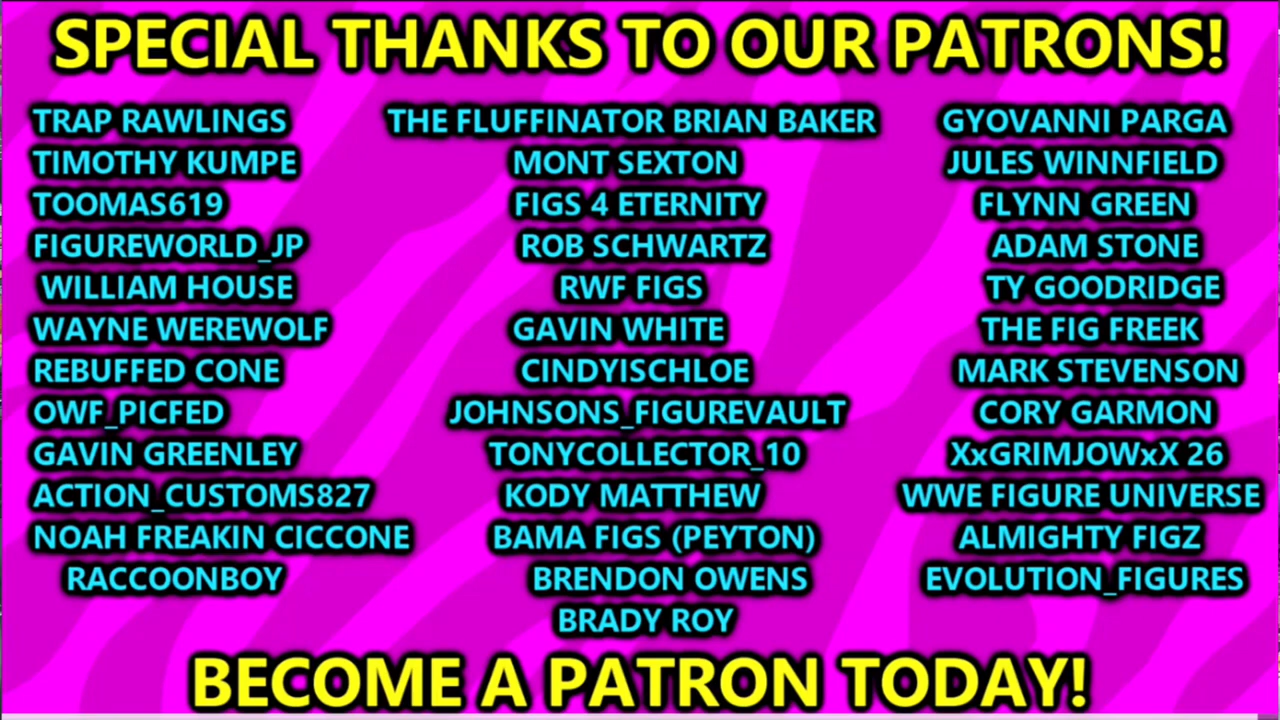 SPECIAL THANKS TO OUR PATRONS!
TRAP RAWLINGS
TIMOTHY KUMPE
TOOMAS619
FIGUREWORLD_JP
WILLIAM HOUSE
WAYNE WEREWOLF
REBUFFED CONE
OWF_PICFED
GAVIN GREENLEY
ACTION_CUSTOMS827
NOAH FREAKIN CICCONE
RACCOONBOY
THE FLUFFINATOR BRIAN BAKER
MONT SEXTON
FIGS 4 ETERNITY
ROB SCHWARTZ
RWF FIGS
GAVIN WHITE
CINDYISCHLOE
JOHNSONS_FIGUREVAULT
TONYCOLLECTOR_10
KODY MATTHEW
BAMA FIGS (PEYTON)
BRENDON OWENS
BRADY ROY
GYOVANNI PARGA
JULES WINNFIELD
FLYNN GREEN
ADAM STONE
TY GOODRIDGE
THE FIG FREEK
MARK STEVENSON
CORY GARMON
XxGRIMJOWxX 26
WWE FIGURE UNIVERSE
ALMIGHTY FIGZ
EVOLUTION_FIGURES
BECOME A PATRON TODAY!